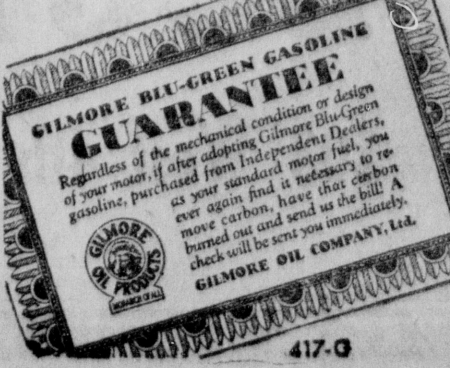 GILMORE BLU-GREEN GASOLINE
GUARANTEE
Regardless of the mechanical condition or design
of your motor, if after adopting Gilmore Blu-Green
gasoline, purchased from Independent Dealers,
as your standard motor fuel, you
ever again find it necessary to re-
move carbon, have that carbon
burned out and send us the bill! A
check will be sent you immediately.
GILMORE OIL COMPANY, Ltd.
GILMORE
OIL PRODUCTS
MONARCH OF ALL
417-G